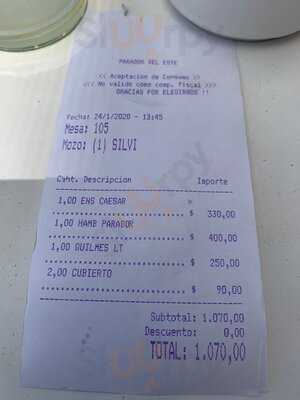 PARADOR DEL ESTE
<< Aceptacion de Consumo >>
<<< No valido como comp. fiscal >>>
GRACIAS POR ELEGIRNOS !!
Fecha: 24/1/2020 - 13:45
Mesa: 105
Mozo: (1) SILVI
Cant. Descripcion Importe
1,00 ENS CAESAR
$ 330,00
1,00 HAMB PARADOR
$ 400,00
1,00 QUILMES LT
$ 250,00
2,00 CUBIERTO
$ 90,00
Subtotal: 1.070,00
Descuento: 0,00
TOTAL: 1.070,00